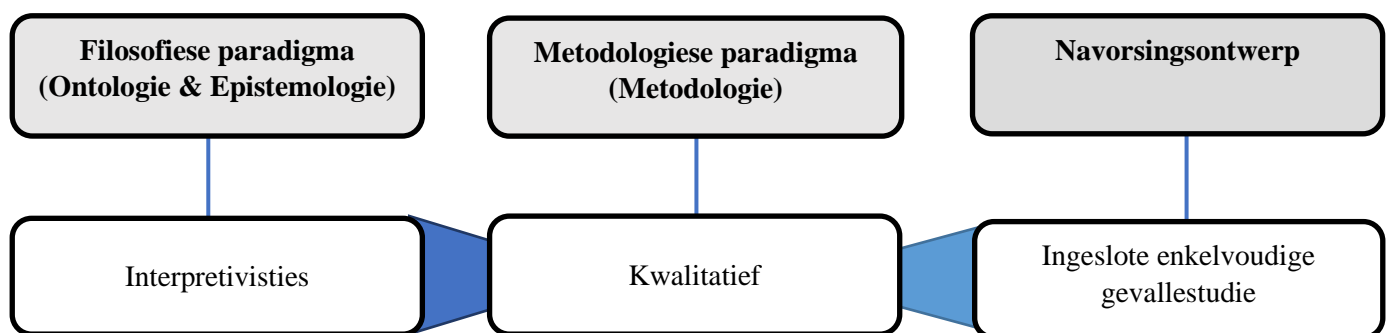 Filosofiese paradigma
(Ontologie & Epistemologie)
Metodologiese paradigma
(Metodologie)
Navorsingsontwerp
Interpretivisties
Kwalitatief
Ingeslote enkelvoudige
gevallestudie